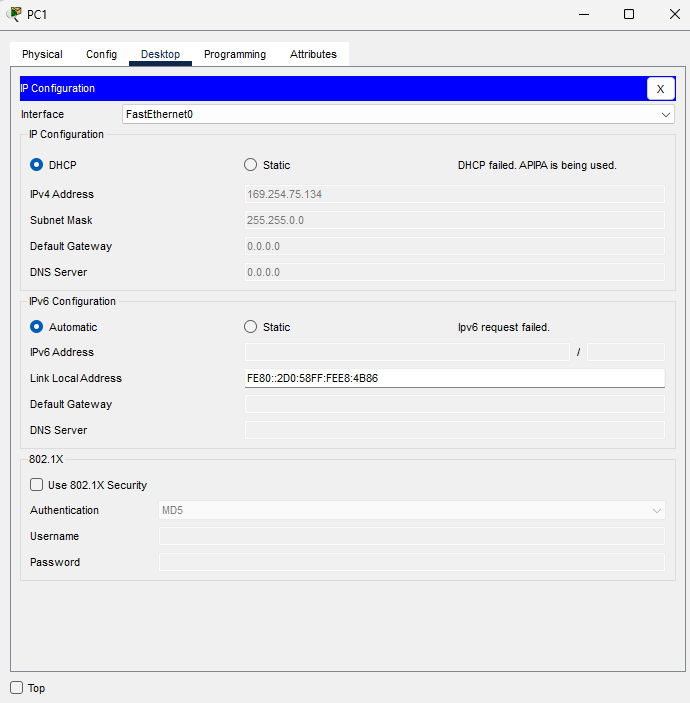 PC1
Physical Config Desktop Programming Attributes
IP Configuration X
Interface FastEthernet0
IP Configuration
DHCP Static DHCP failed. APIPA is being used.
IPv4 Address 169.254.75.134
Subnet Mask 255.255.0.0
Default Gateway 0.0.0.0
DNS Server 0.0.0.0
IPv6 Configuration
Automatic Static Ipv6 request failed.
IPv6 Address /
Link Local Address FE80::2D0:58FF:FEE8:4B86
Default Gateway
DNS Server
802.1X
Use 802.1X Security
Authentication MD5
Username
Password
Top